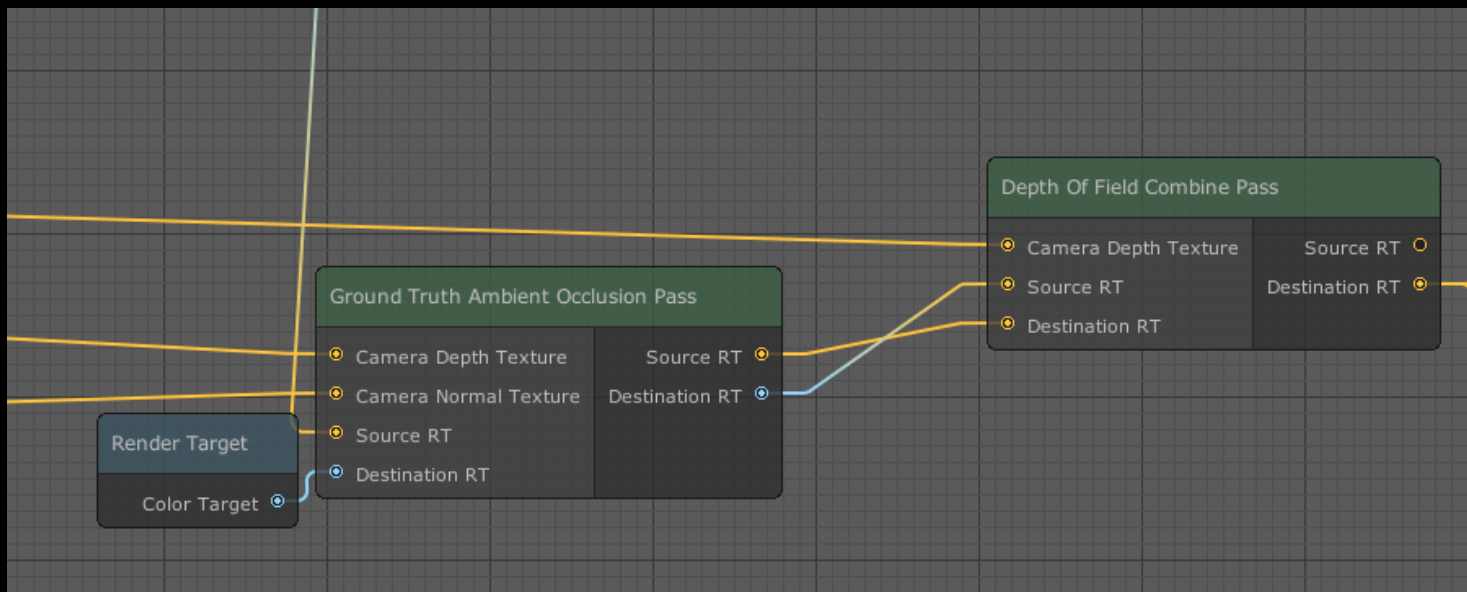 Depth Of Field Combine Pass
Camera Depth Texture
Source RT
Source RT
Destination RT
Destination RT
Ground Truth Ambient Occlusion Pass
Camera Depth Texture
Source RT
Camera Normal Texture
Destination RT
Source RT
Destination RT
Render Target
Color Target